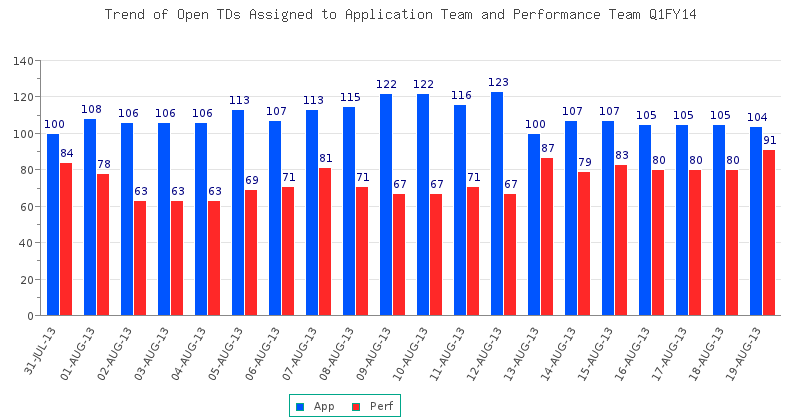 Trend of Open TDs Assigned to Application Team and Performance Team Q1FY14
140
120
100
80
60
40
20
0
100 84
108 78
106 63
106 63
106 63
113 69
107 71
113 81
115 71
122 67
122 67
116 71
123 67
100 87
107 79
107 83
105 80
105 80
105 80
104 91
31-JUL-13
01-AUG-13
02-AUG-13
03-AUG-13
04-AUG-13
05-AUG-13
06-AUG-13
07-AUG-13
08-AUG-13
09-AUG-13
10-AUG-13
11-AUG-13
12-AUG-13
13-AUG-13
14-AUG-13
15-AUG-13
16-AUG-13
17-AUG-13
18-AUG-13
19-AUG-13
App Perf